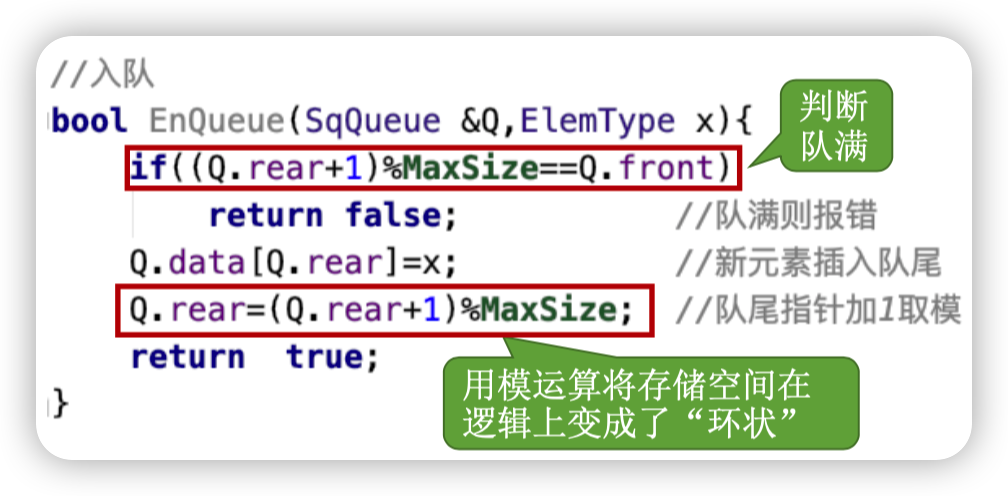 //入队
bool EnQueue(SqQueue &Q,ElemType x){
判断
队满
if((Q.rear+1)%MaxSize==Q.front)
return false; //队满则报错
Q.data[Q.rear]=x; //新元素插入队尾
Q.rear=(Q.rear+1)%MaxSize; //队尾指针加1取模
return true;
用模运算将存储空间在
逻辑上变成了“环状”
}